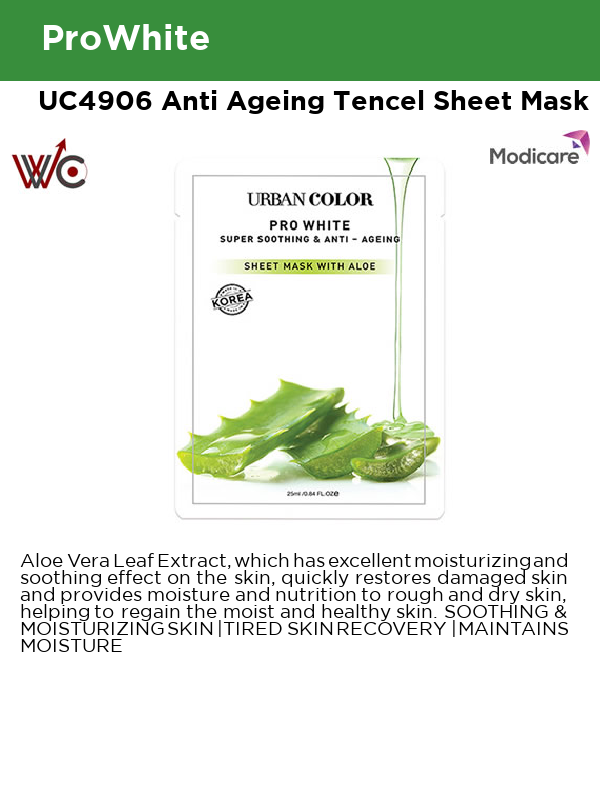 ProWhite
UC4906 Anti Ageing Tencel Sheet Mask
WC
Modicare
URBAN COLOR
PRO WHITE
SUPER SOOTHING & ANTI - AGEING
SHEET MASK WITH ALOE
MADE IN
KOREA
25ml /0.84 FL.OZ℮
Aloe Vera Leaf Extract, which has excellent moisturizing and
soothing effect on the skin, quickly restores damaged skin
and provides moisture and nutrition to rough and dry skin,
helping to regain the moist and healthy skin. SOOTHING &
MOISTURIZING SKIN | TIRED SKIN RECOVERY | MAINTAINS
MOISTURE